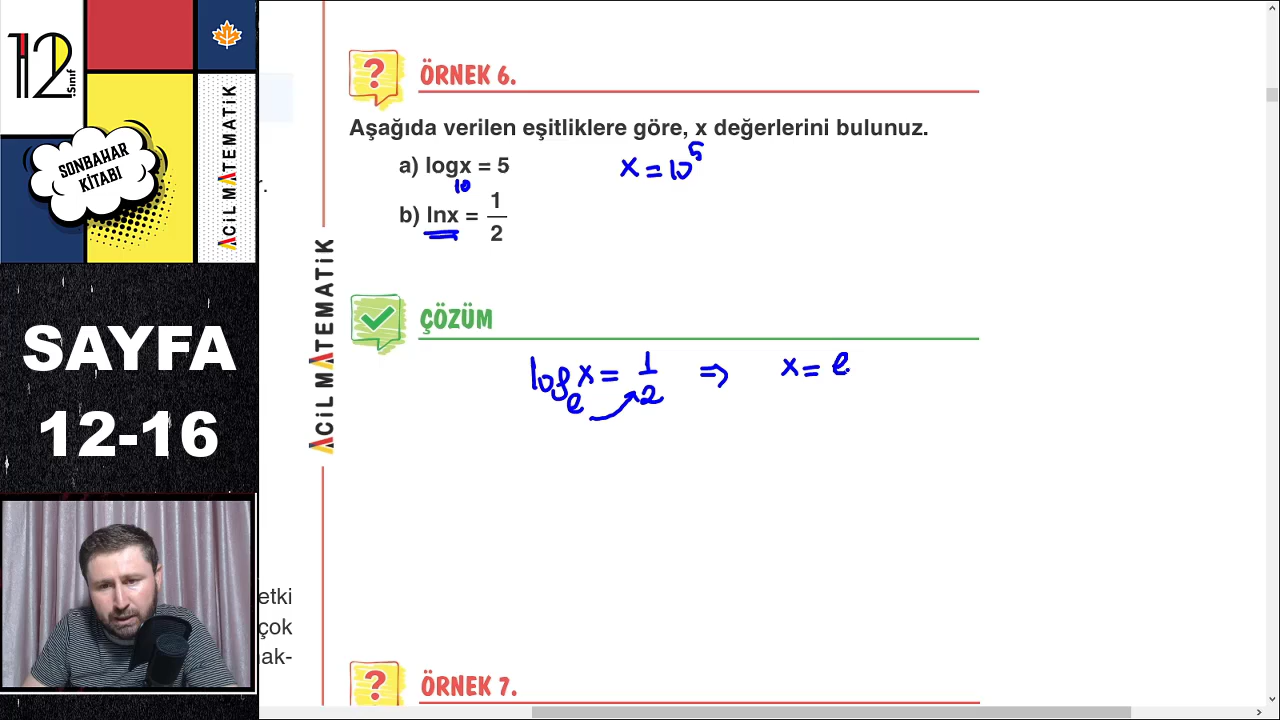 12
.Sınıf
SONBAHAR
KİTABI
ACİL MATEMATİK
SAYFA
12-16
r.
etki
çok
ak-
ACİL MATEMATİK
ÖRNEK 6.
Aşağıda verilen eşitliklere göre, x değerlerini bulunuz.
a) logx = 5 x = 10⁵
10
b) lnx = 1/2
ÇÖZÜM
logₑx = 1/2 ⇒ x = e
ÖRNEK 7.